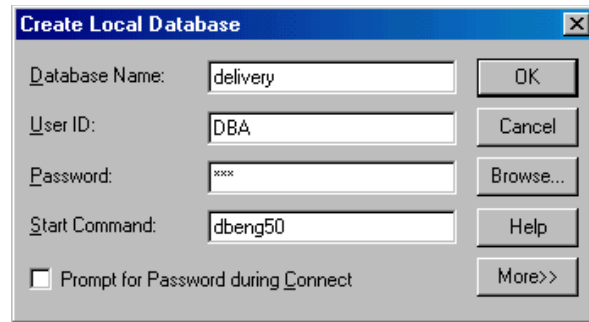 Create Local Database
Database Name: delivery OK
User ID: DBA Cancel
Password: *** Browse...
Start Command: dbeng50 Help
Prompt for Password during Connect More>>